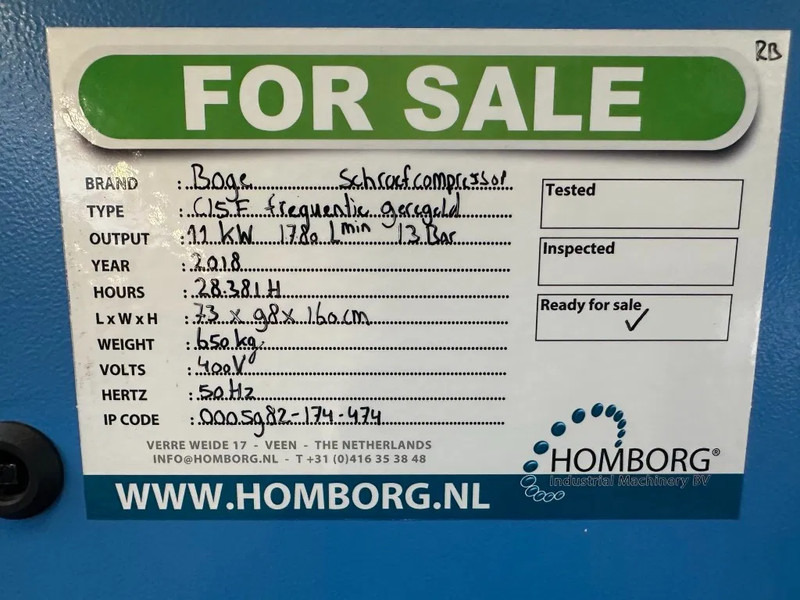 RB
FOR SALE
BRAND : Boge Schroefcompressor
TYPE : C15F frequentie geregeld
OUTPUT : 11 kW 1780 Lmin 13 Bar
YEAR : 2018
HOURS : 28.381 H
L x W x H : 73 x 98 x 160 cm
WEIGHT : 650 kg
VOLTS : 400V
HERTZ : 50 Hz
IP CODE : 0005982-174-474
Tested
Inspected
Ready for sale
✓
VERRE WEIDE 17 - VEEN - THE NETHERLANDS
INFO@HOMBORG.NL - T +31 (0)416 35 38 48
HOMBORG®
Industrial Machinery BV
WWW.HOMBORG.NL